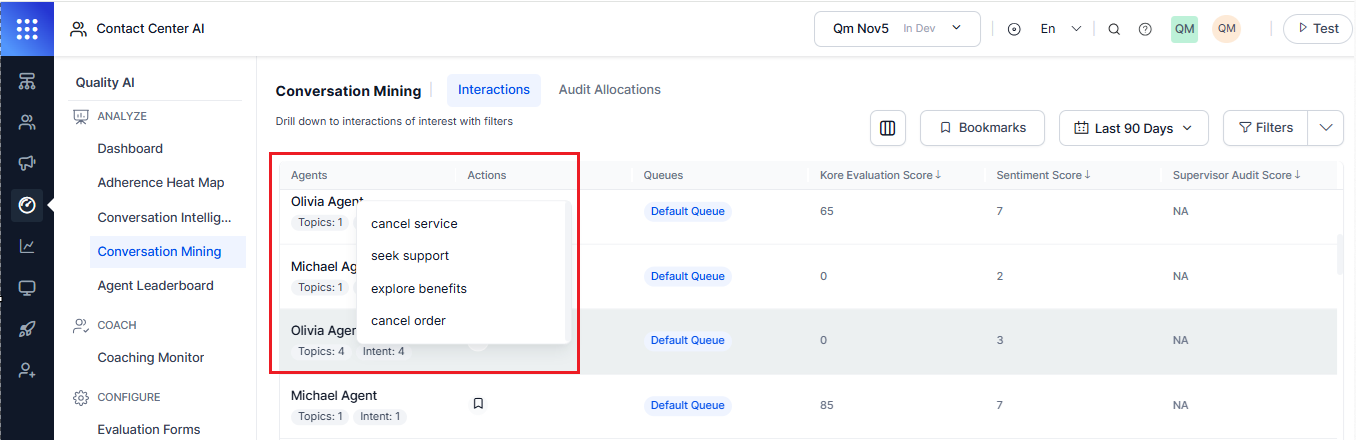 Contact Center AI
Qm Nov5 In Dev
En
QM
QM
Test
Quality AI
ANALYZE
Dashboard
Adherence Heat Map
Conversation Intellig...
Conversation Mining
Agent Leaderboard
COACH
Coaching Monitor
CONFIGURE
Evaluation Forms
Conversation Mining
Interactions
Audit Allocations
Drill down to interactions of interest with filters
Bookmarks
Last 90 Days
Filters
Agents Actions Queues Kore Evaluation Score↓ Sentiment Score↓ Supervisor Audit Score↓
Olivia Agent Default Queue 65 7 NA
Topics: 1
Michael Ag Default Queue 0 2 NA
Topics: 1
Olivia Agen Default Queue 0 3 NA
Topics: 4 Intent: 4
cancel service
seek support
explore benefits
cancel order
Michael Agent Default Queue 85 7 NA
Topics: 1 Intent: 1